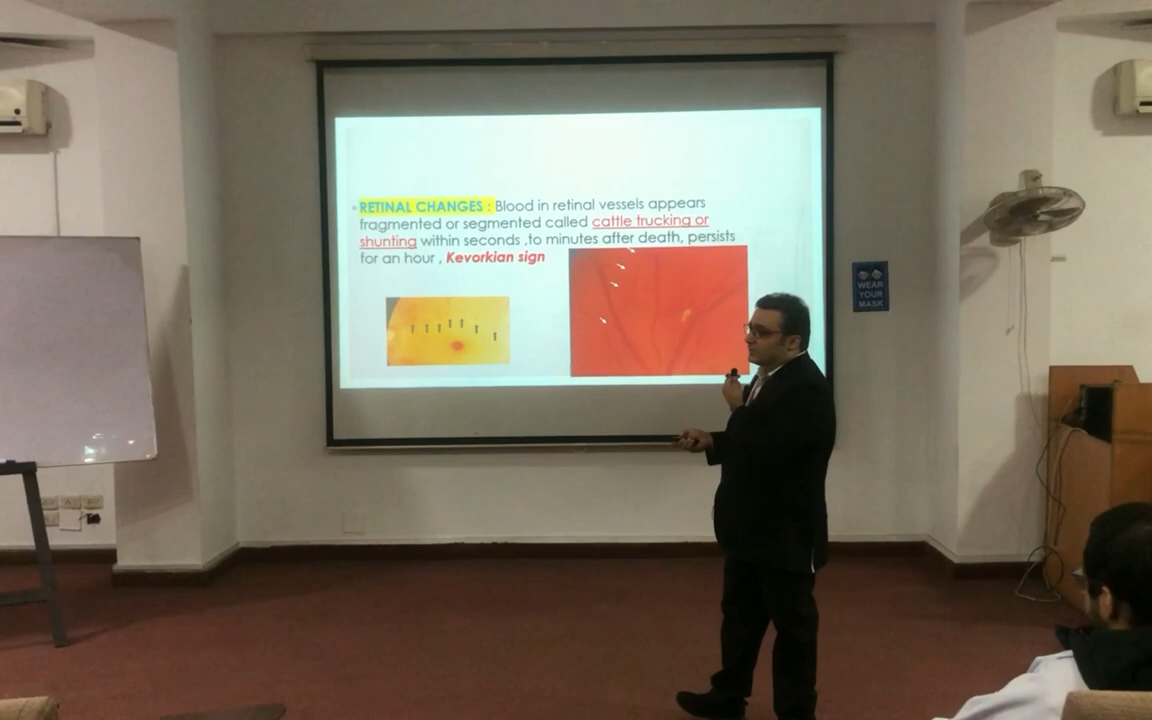 RETINAL CHANGES : Blood in retinal vessels appears
fragmented or segmented called cattle trucking or
shunting within seconds ,to minutes after death, persists
for an hour , Kevorkian sign
WEAR
YOUR
MASK